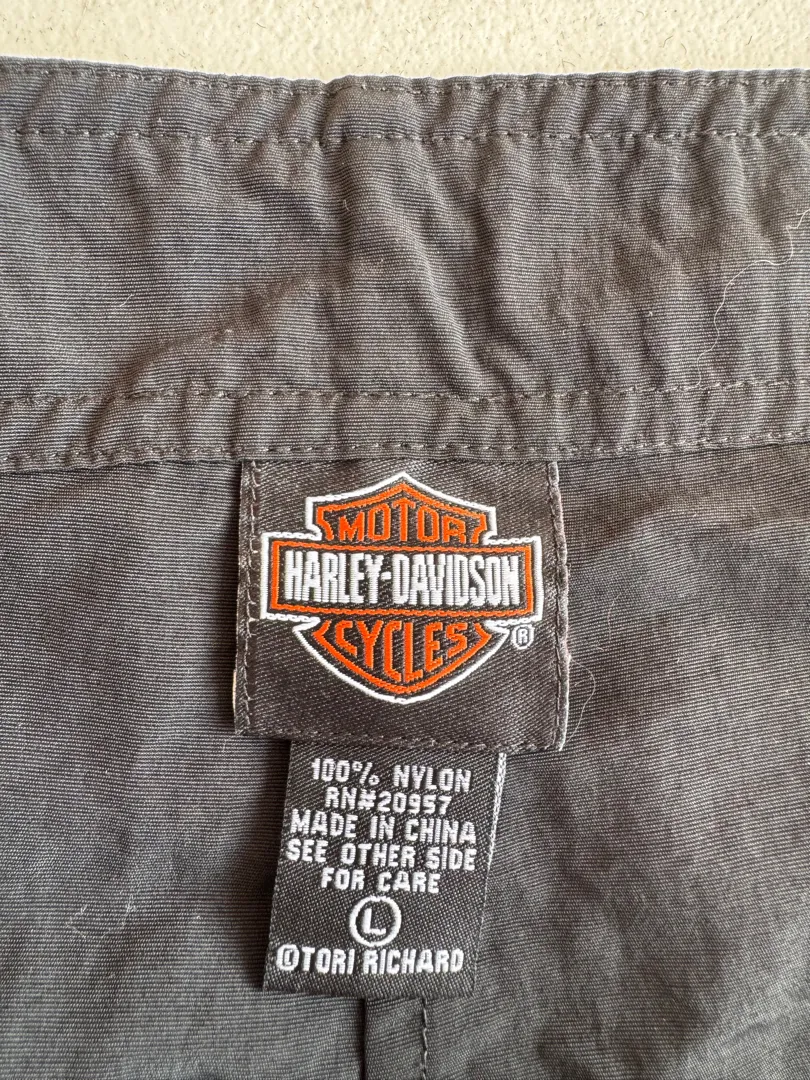 MOTOR
HARLEY-DAVIDSON
CYCLES ®
100% NYLON
RN#20957
MADE IN CHINA
SEE OTHER SIDE
FOR CARE
L
©TORI RICHARD